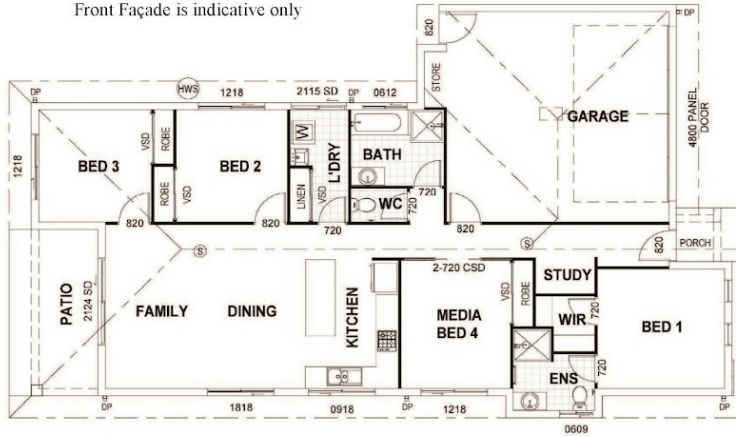 Front Façade is indicative only
DP
820
DP
HWS
1218
2115 SD
DP
0612
STORE
GARAGE
4800 PANEL
DOOR
1218
BED 3
VSD
ROBE
BED 2
W
L'DRY
BATH
ROBE
VSD
LINEN
VSD
WC
720
720
820
820
720
820
820
PORCH
S
S
2-720 CSD
STUDY
PATIO
2124 SD
FAMILY
DINING
KITCHEN
MEDIA
BED 4
VSD
ROBE
WIR
720
BED 1
ENS
720
DP
1818
0918
DP
1218
DP
0609